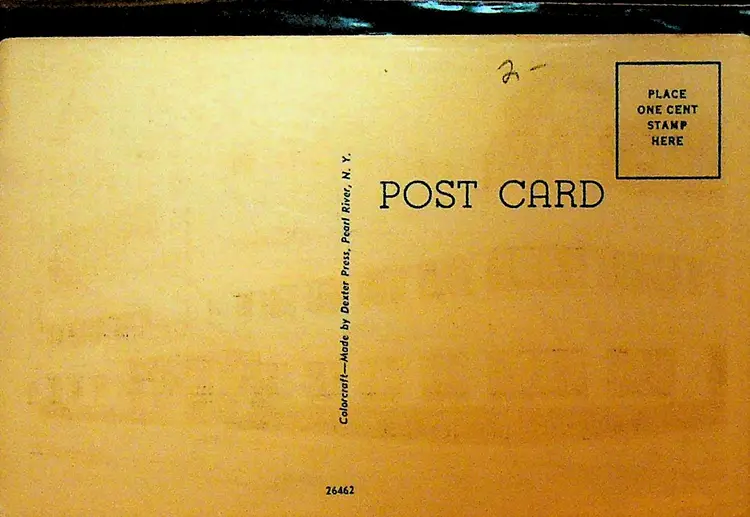 2-
PLACE
ONE CENT
STAMP
HERE
POST CARD
Colorcraft—Made by Dexter Press, Pearl River, N. Y.
26462